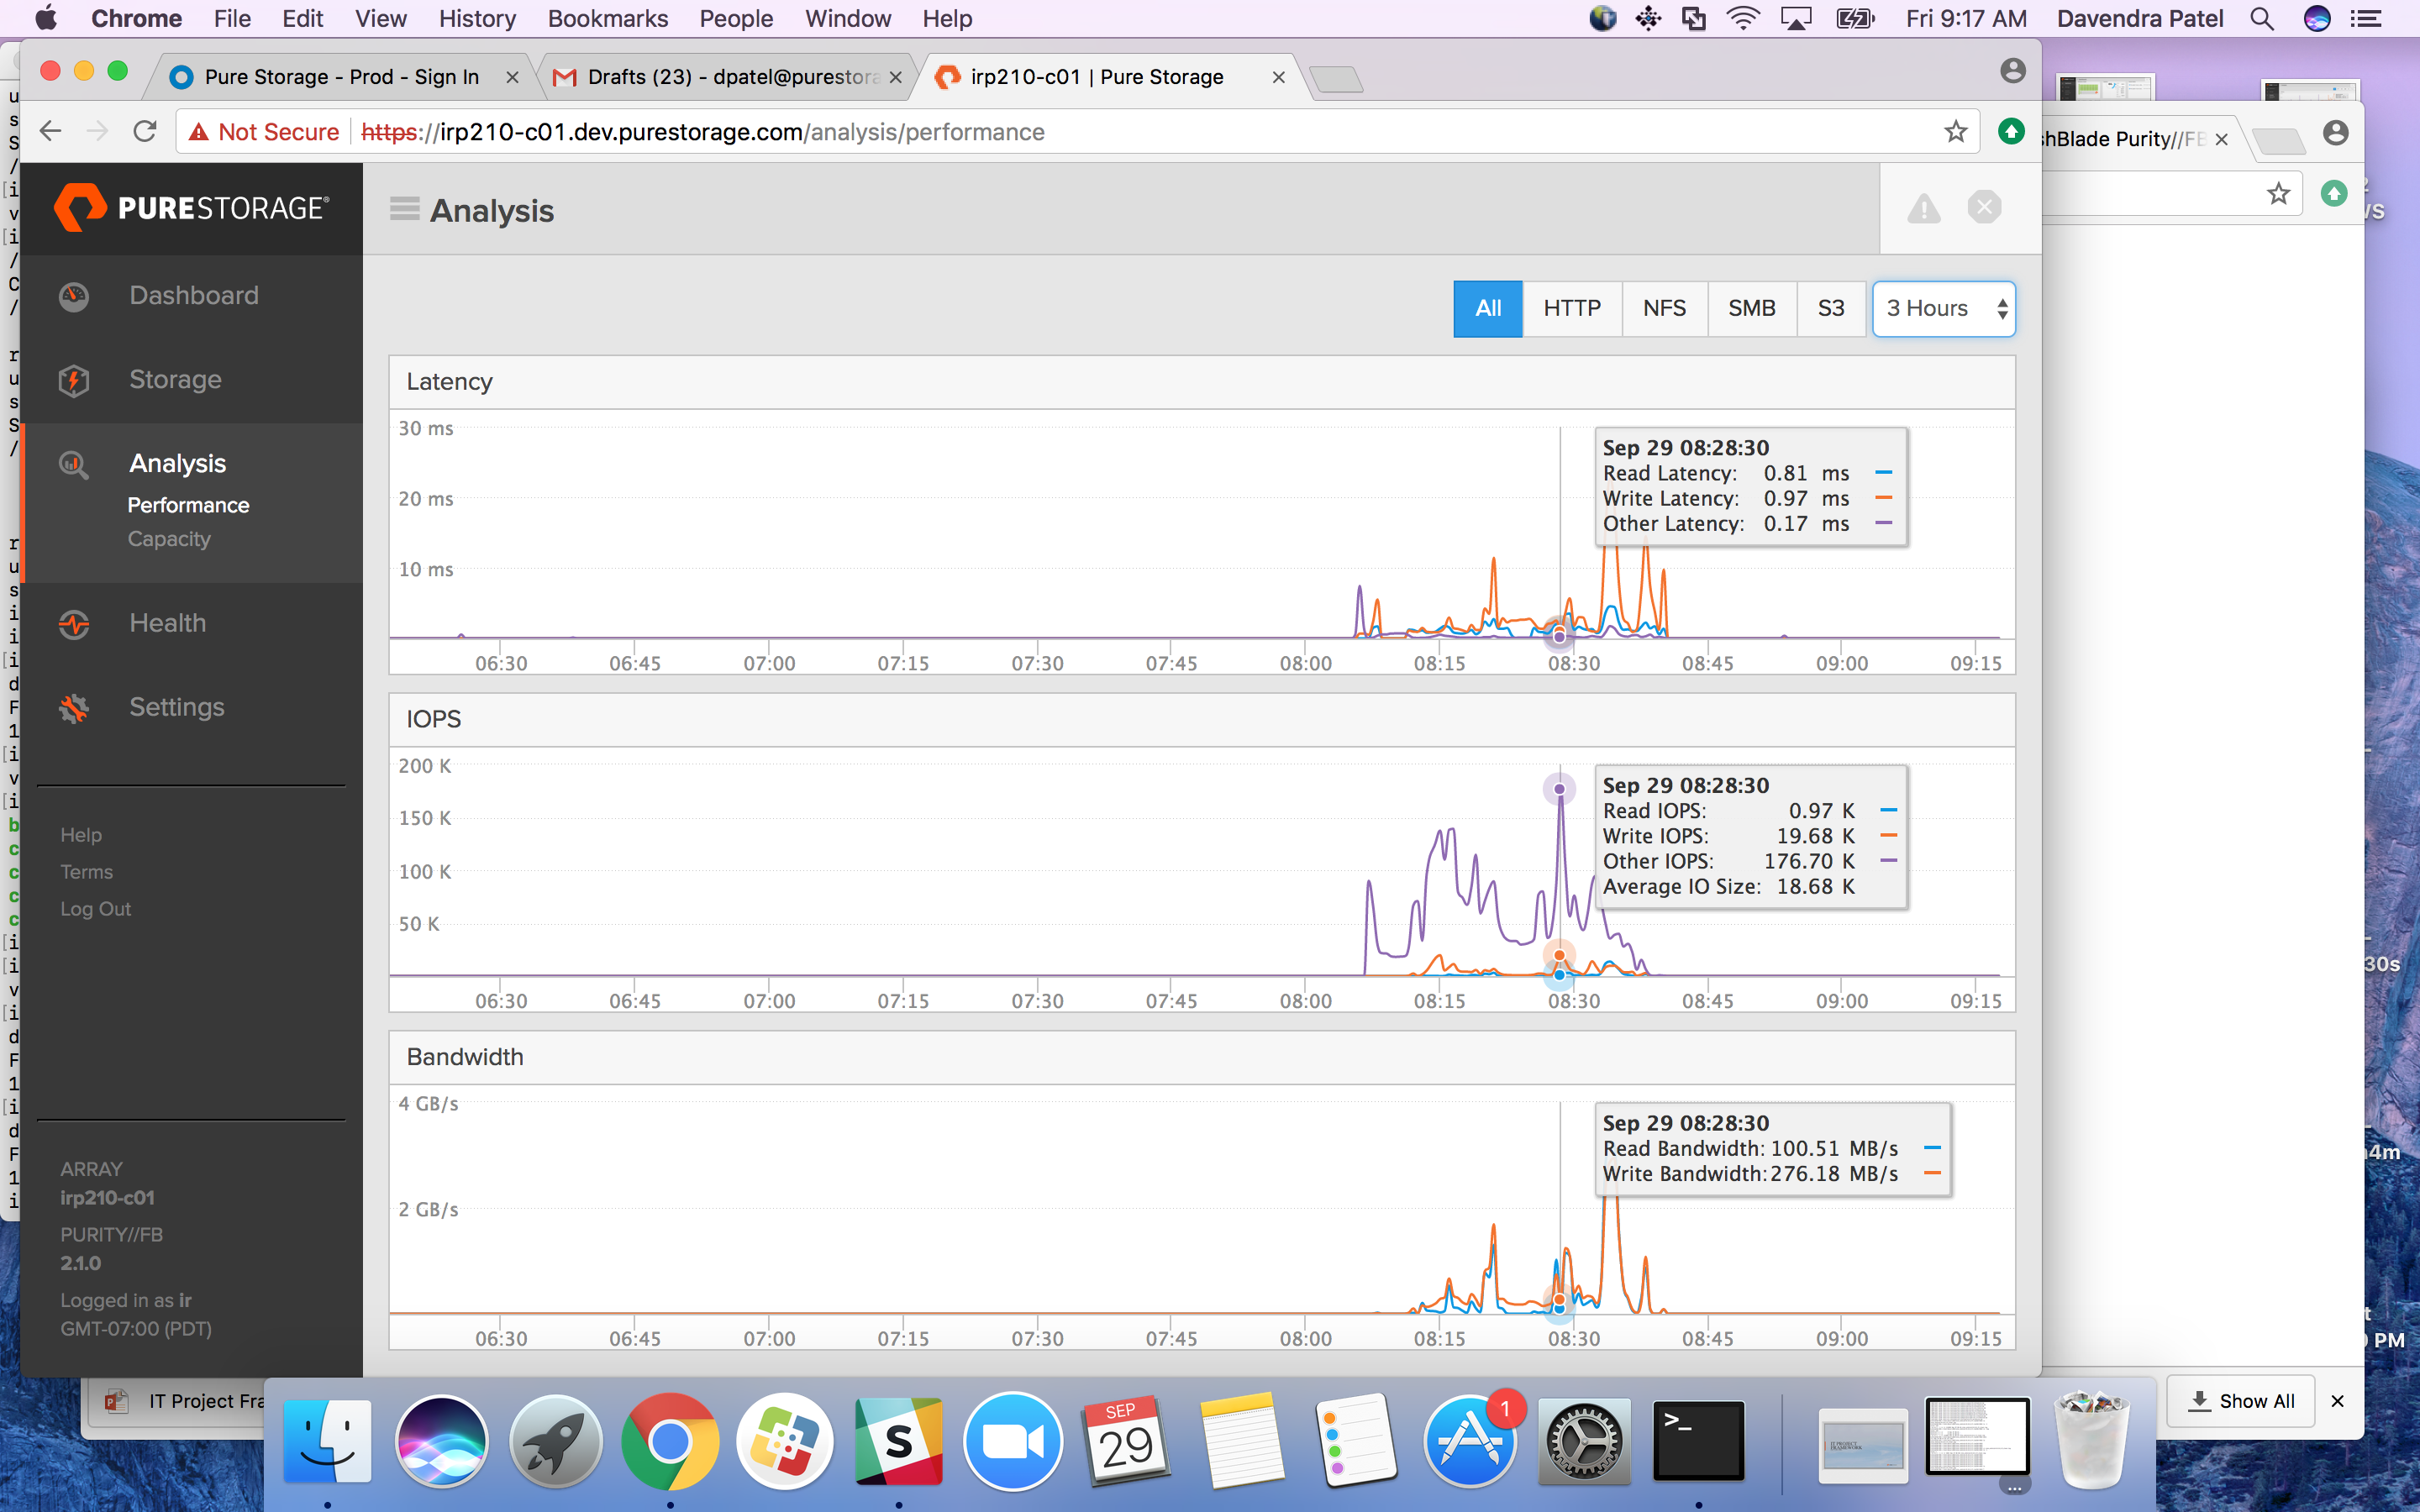 Chrome File Edit View History Bookmarks People Window Help Fri 9:17 AM Davendra Patel
Pure Storage - Prod - Sign In
Drafts (23) - dpatel@purestora
irp210-c01 | Pure Storage
Not Secure https://irp210-c01.dev.purestorage.com/analysis/performance
hBlade Purity//FB
PURESTORAGE®
Analysis
Dashboard
Storage
Analysis
Performance
Capacity
Health
Settings
Help
Terms
Log Out
ARRAY
irp210-c01
PURITY//FB
2.1.0
Logged in as ir
GMT-07:00 (PDT)
All HTTP NFS SMB S3 3 Hours
Latency
30 ms
20 ms
10 ms
Sep 29 08:28:30
Read Latency: 0.81 ms
Write Latency: 0.97 ms
Other Latency: 0.17 ms
06:30 06:45 07:00 07:15 07:30 07:45 08:00 08:15 08:30 08:45 09:00 09:15
IOPS
200 K
150 K
100 K
50 K
Sep 29 08:28:30
Read IOPS: 0.97 K
Write IOPS: 19.68 K
Other IOPS: 176.70 K
Average IO Size: 18.68 K
06:30 06:45 07:00 07:15 07:30 07:45 08:00 08:15 08:30 08:45 09:00 09:15
Bandwidth
4 GB/s
2 GB/s
Sep 29 08:28:30
Read Bandwidth: 100.51 MB/s
Write Bandwidth: 276.18 MB/s
06:30 06:45 07:00 07:15 07:30 07:45 08:00 08:15 08:30 08:45 09:00 09:15
30s
4m
PM
IT Project Fra
Show All
SEP
29
1